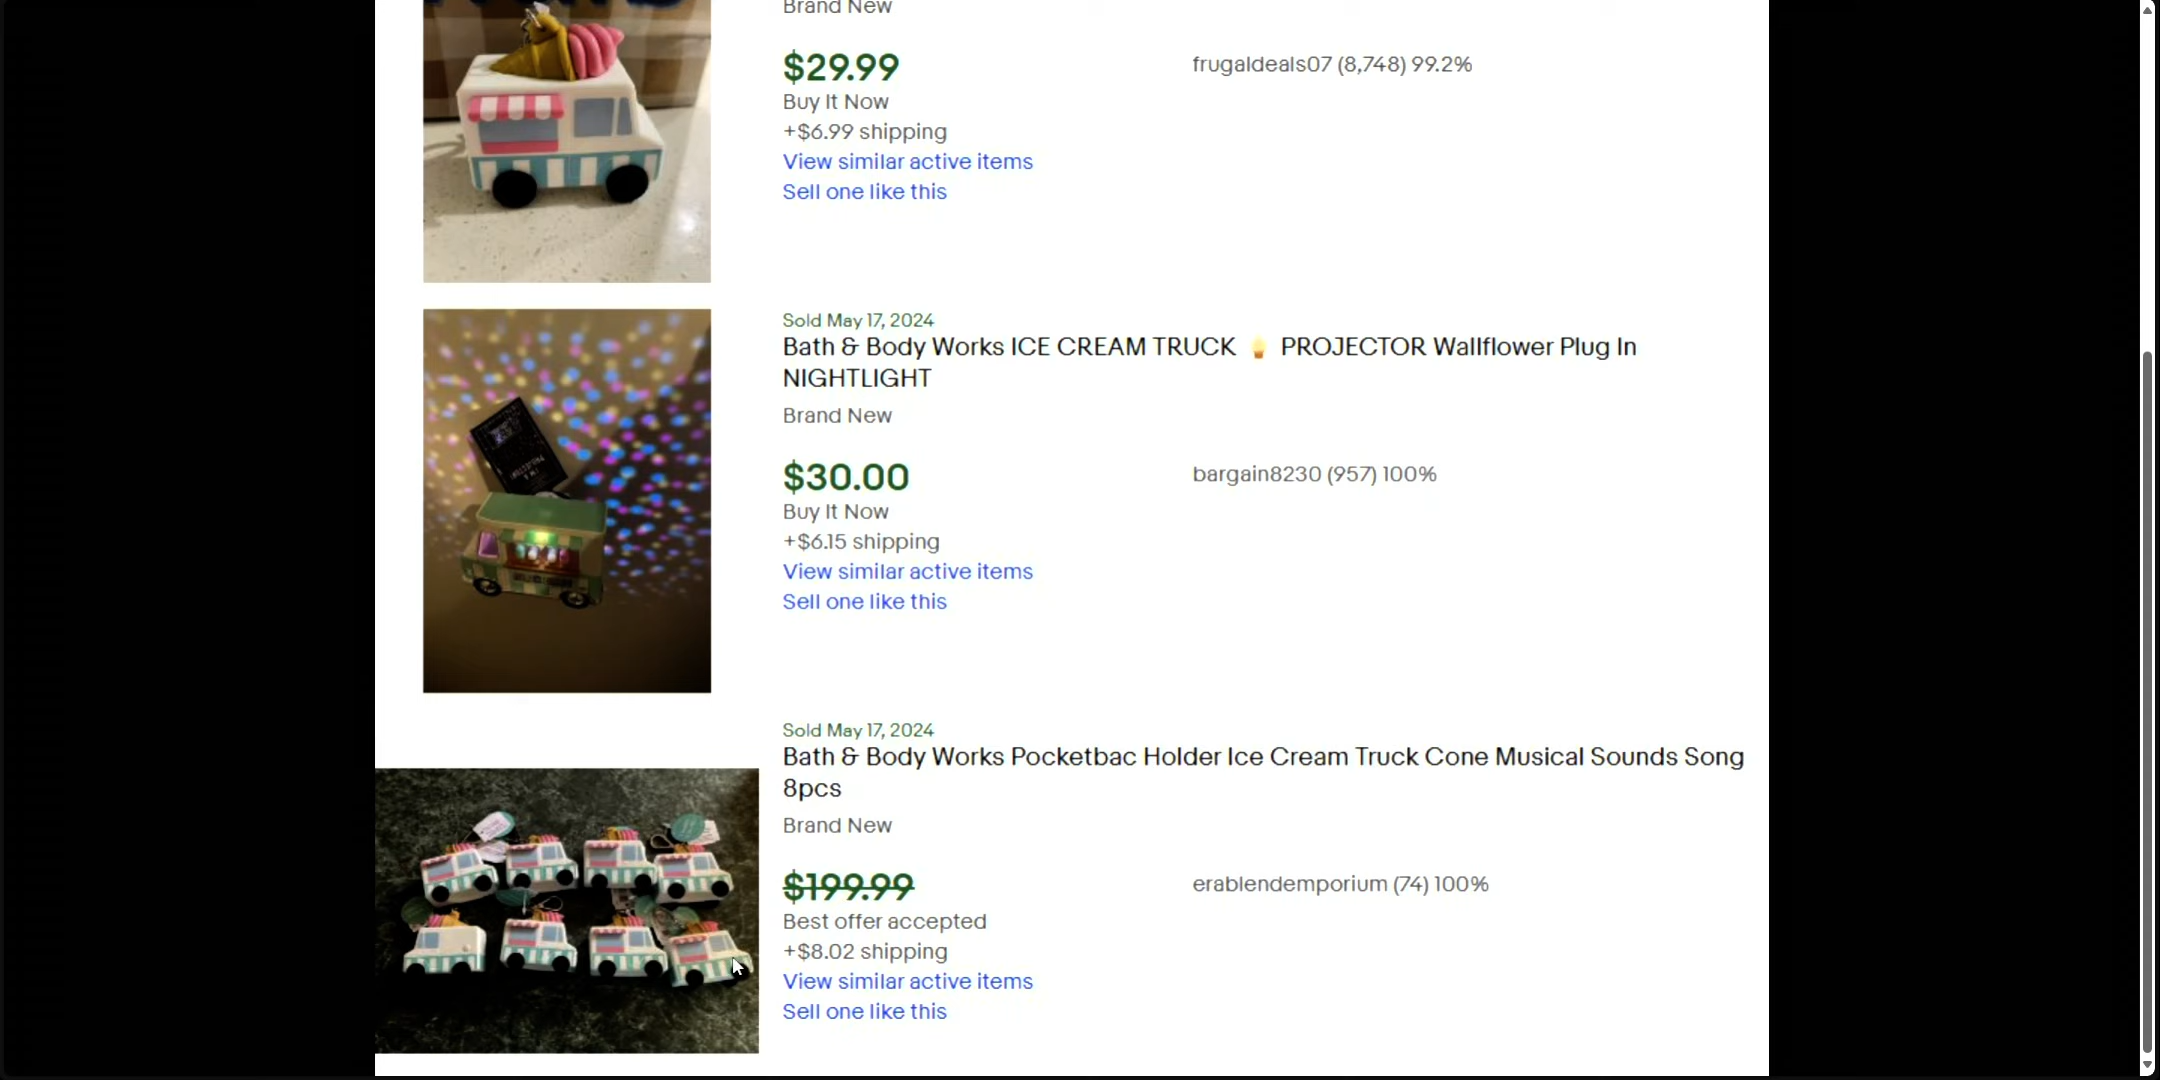 Brand New
$29.99
frugaldeals07 (8,748) 99.2%
Buy It Now
+$6.99 shipping
View similar active items
Sell one like this
Sold May 17, 2024
Bath & Body Works ICE CREAM TRUCK 🍦 PROJECTOR Wallflower Plug In
NIGHTLIGHT
Brand New
$30.00
bargain8230 (957) 100%
Buy It Now
+$6.15 shipping
View similar active items
Sell one like this
Sold May 17, 2024
Bath & Body Works Pocketbac Holder Ice Cream Truck Cone Musical Sounds Song
8pcs
Brand New
$199.99
erablendemporium (74) 100%
Best offer accepted
+$8.02 shipping
View similar active items
Sell one like this